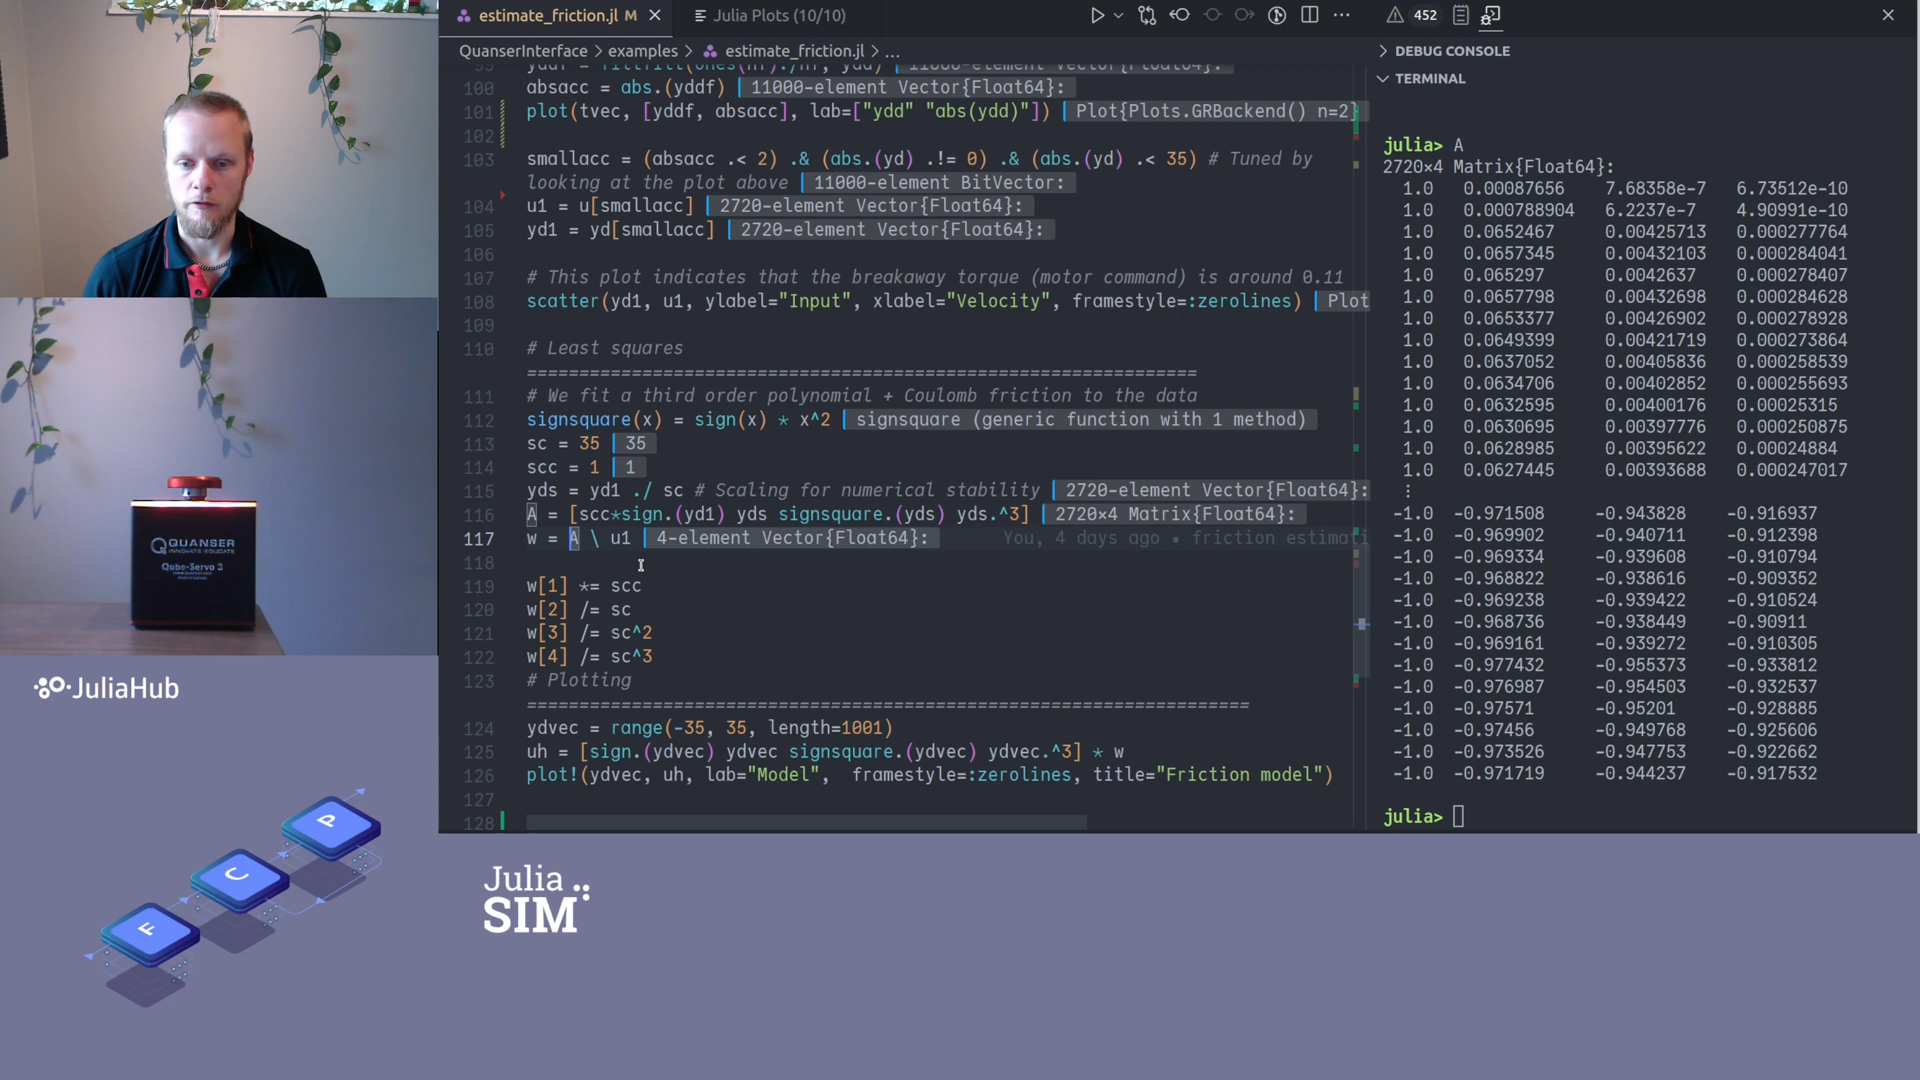 estimate_friction.jl M
Julia Plots (10/10)
452
QuanserInterface > examples > estimate_friction.jl > ...
DEBUG CONSOLE
TERMINAL
100 absacc = abs.(yddf) 11000-element Vector{Float64}:
101 plot(tvec, [yddf, absacc], lab=["ydd" "abs(ydd)"]) Plot{Plots.GRBackend() n=2}
102
103 smallacc = (absacc .< 2) .& (abs.(yd) .!= 0) .& (abs.(yd) .< 35) # Tuned by
looking at the plot above 11000-element BitVector:
104 u1 = u[smallacc] 2720-element Vector{Float64}:
105 yd1 = yd[smallacc] 2720-element Vector{Float64}:
106
107 # This plot indicates that the breakaway torque (motor command) is around 0.11
108 scatter(yd1, u1, ylabel="Input", xlabel="Velocity", framestyle=:zerolines) Plot
109
110 # Least squares
================================================================
111 # We fit a third order polynomial + Coulomb friction to the data
112 signsquare(x) = sign(x) * x^2 signsquare (generic function with 1 method)
113 sc = 35 35
114 scc = 1 1
115 yds = yd1 ./ sc # Scaling for numerical stability 2720-element Vector{Float64}:
116 A = [scc*sign.(yd1) yds signsquare.(yds) yds.^3] 2720×4 Matrix{Float64}:
117 w = A \ u1 4-element Vector{Float64}: You, 4 days ago • friction estimati
118
119 w[1] *= scc
120 w[2] /= sc
121 w[3] /= sc^2
122 w[4] /= sc^3
123 # Plotting
=====================================================================
124 ydvec = range(-35, 35, length=1001)
125 uh = [sign.(ydvec) ydvec signsquare.(ydvec) ydvec.^3] * w
126 plot!(ydvec, uh, lab="Model", framestyle=:zerolines, title="Friction model")
127
128
julia> A
2720×4 Matrix{Float64}:
1.0 0.00087656 7.68358e-7 6.73512e-10
1.0 0.000788904 6.2237e-7 4.90991e-10
1.0 0.0652467 0.00425713 0.000277764
1.0 0.0657345 0.00432103 0.000284041
1.0 0.065297 0.0042637 0.000278407
1.0 0.0657798 0.00432698 0.000284628
1.0 0.0653377 0.00426902 0.000278928
1.0 0.0649399 0.00421719 0.000273864
1.0 0.0637052 0.00405836 0.000258539
1.0 0.0634706 0.00402852 0.000255693
1.0 0.0632595 0.00400176 0.00025315
1.0 0.0630695 0.00397776 0.000250875
1.0 0.0628985 0.00395622 0.00024884
1.0 0.0627445 0.00393688 0.000247017
⋮
-1.0 -0.971508 -0.943828 -0.916937
-1.0 -0.969902 -0.940711 -0.912398
-1.0 -0.969334 -0.939608 -0.910794
-1.0 -0.968822 -0.938616 -0.909352
-1.0 -0.969238 -0.939422 -0.910524
-1.0 -0.968736 -0.938449 -0.90911
-1.0 -0.969161 -0.939272 -0.910305
-1.0 -0.977432 -0.955373 -0.933812
-1.0 -0.976987 -0.954503 -0.932537
-1.0 -0.97571 -0.95201 -0.928885
-1.0 -0.97456 -0.949768 -0.925606
-1.0 -0.973526 -0.947753 -0.922662
-1.0 -0.971719 -0.944237 -0.917532
julia>
QUANSER
INNOVATE·EDUCATE
Qube-Servo 3
JuliaHub
P
C
F
Julia
SIM